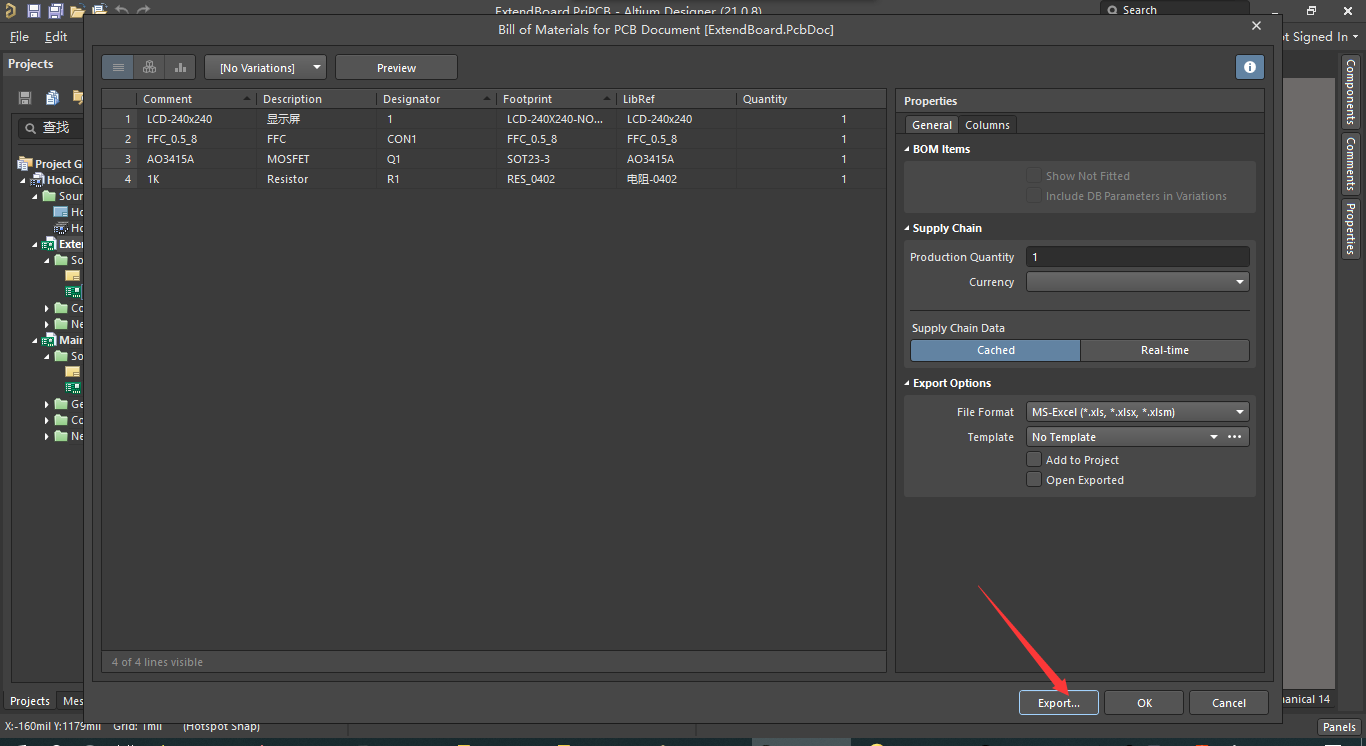 ExtendBoard.PrjPCB - Altium Designer (21.0.8)
Search
File Edit
Bill of Materials for PCB Document [ExtendBoard.PcbDoc]
t Signed In
Projects
[No Variations] Preview
查找
Comment Description Designator Footprint LibRef Quantity
1 LCD-240x240 显示屏 1 LCD-240X240-NO... LCD-240x240 1
2 FFC_0.5_8 FFC CON1 FFC_0.5_8 FFC_0.5_8 1
3 AO3415A MOSFET Q1 SOT23-3 AO3415A 1
4 1K Resistor R1 RES_0402 电阻-0402 1
4 of 4 lines visible
Project G
HoloCu
Sour
Ho
Ho
Exter
So
Co
Ne
Main
So
Ge
Co
Ne
Properties
General Columns
BOM Items
Show Not Fitted
Include DB Parameters in Variations
Supply Chain
Production Quantity 1
Currency
Supply Chain Data
Cached Real-time
Export Options
File Format MS-Excel (*.xls, *.xlsx, *.xlsm)
Template No Template
Add to Project
Open Exported
Export... OK Cancel
Components
Comments
Properties
Projects Mes
hanical 14
X:-160mil Y:1179mil Grid: 1mil (Hotspot Snap)
Panels